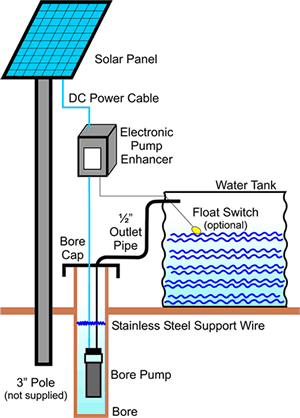 Solar Panel
DC Power Cable
Electronic
Pump
Enhancer
Water Tank
½"
Outlet
Pipe
Float Switch
(optional)
Bore
Cap
Stainless Steel Support Wire
3" Pole
(not supplied)
Bore Pump
Bore